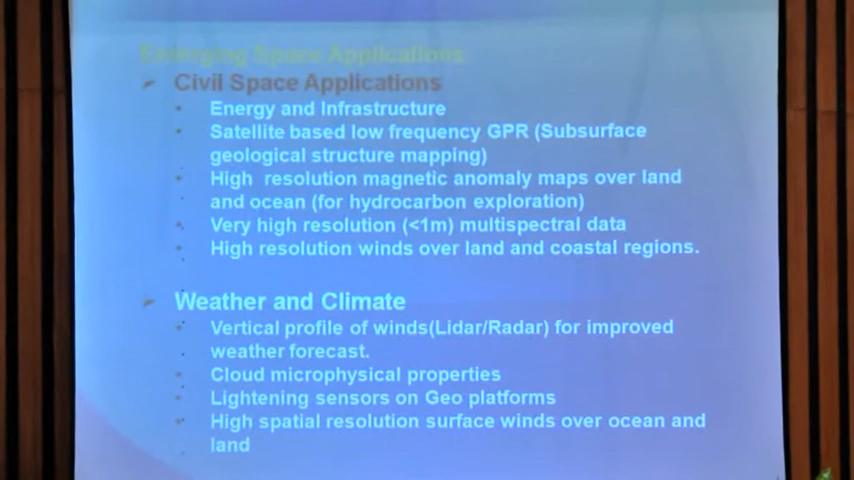 Emerging Space Applications
Civil Space Applications
Energy and Infrastructure
Satellite based low frequency GPR (Subsurface
geological structure mapping)
High resolution magnetic anomaly maps over land
and ocean (for hydrocarbon exploration)
Very high resolution (<1m) multispectral data
High resolution winds over land and coastal regions.
Weather and Climate
Vertical profile of winds(Lidar/Radar) for improved
weather forecast.
Cloud microphysical properties
Lightening sensors on Geo platforms
High spatial resolution surface winds over ocean and
land